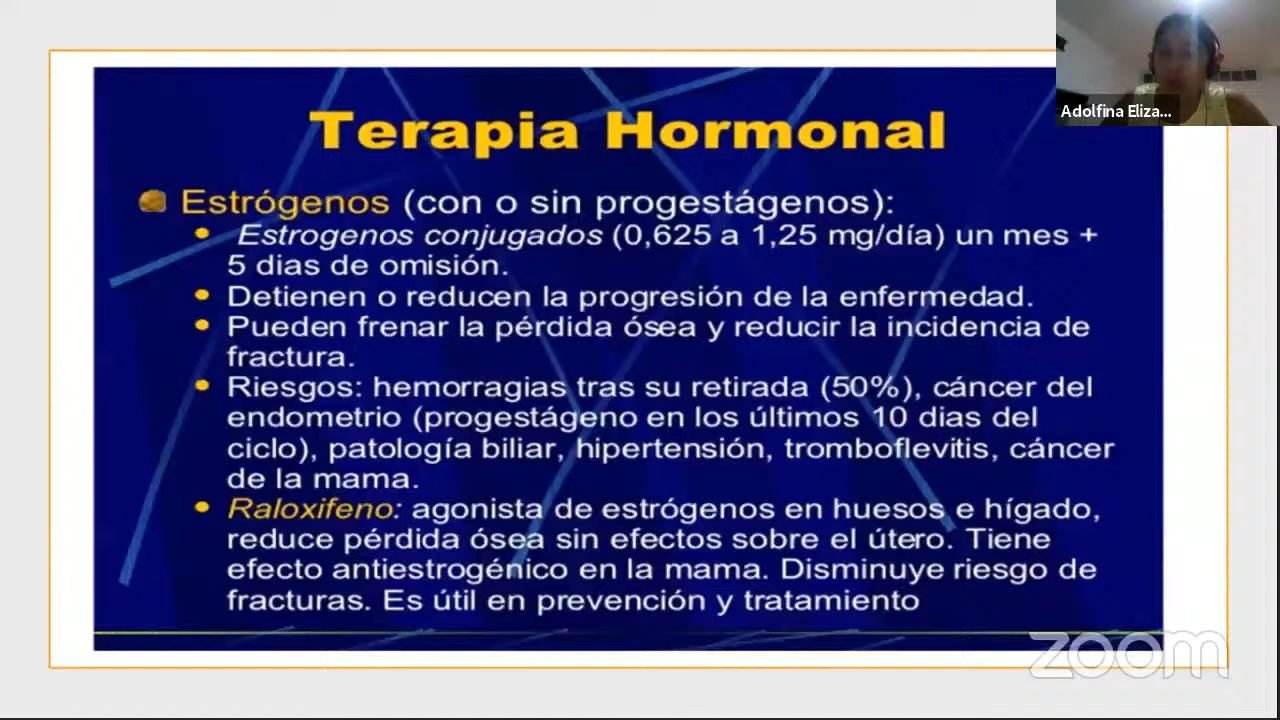 Adolfina Eliza...
Terapia Hormonal
Estrógenos (con o sin progestágenos):
Estrogenos conjugados (0,625 a 1,25 mg/día) un mes +
5 dias de omisión.
Detienen o reducen la progresión de la enfermedad.
Pueden frenar la pérdida ósea y reducir la incidencia de
fractura.
Riesgos: hemorragias tras su retirada (50%), cáncer del
endometrio (progestágeno en los últimos 10 dias del
ciclo), patología biliar, hipertensión, tromboflevitis, cáncer
de la mama.
Raloxifeno: agonista de estrógenos en huesos e hígado,
reduce pérdida ósea sin efectos sobre el útero. Tiene
efecto antiestrogénico en la mama. Disminuye riesgo de
fracturas. Es útil en prevención y tratamiento
zoom